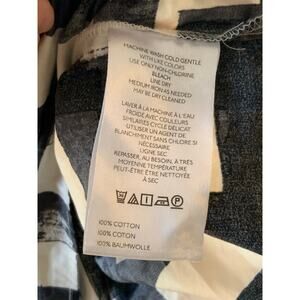 MACHINE WASH COLD GENTLE
WITH LIKE COLORS
USE ONLY NON-CHLORINE
BLEACH
LINE DRY
MEDIUM IRON AS NEEDED
MAY BE DRY CLEANED
LAVER À LA MACHINE À L'EAU
FROIDE AVEC COULEURS
SIMILAIRES CYCLE DÉLICAT
UTILISER UN AGENT DE
BLANCHIMENT SANS CHLORE SI
NÉCESSAIRE
LIGNE SEC
REPASSER, AU BESOIN, À TRÈS
MOYENNE TEMPÉRATURE
PEUT-ÊTRE NETTOYÉE
À SEC
100% COTTON
100% COTON
100% BAUMWOLLE